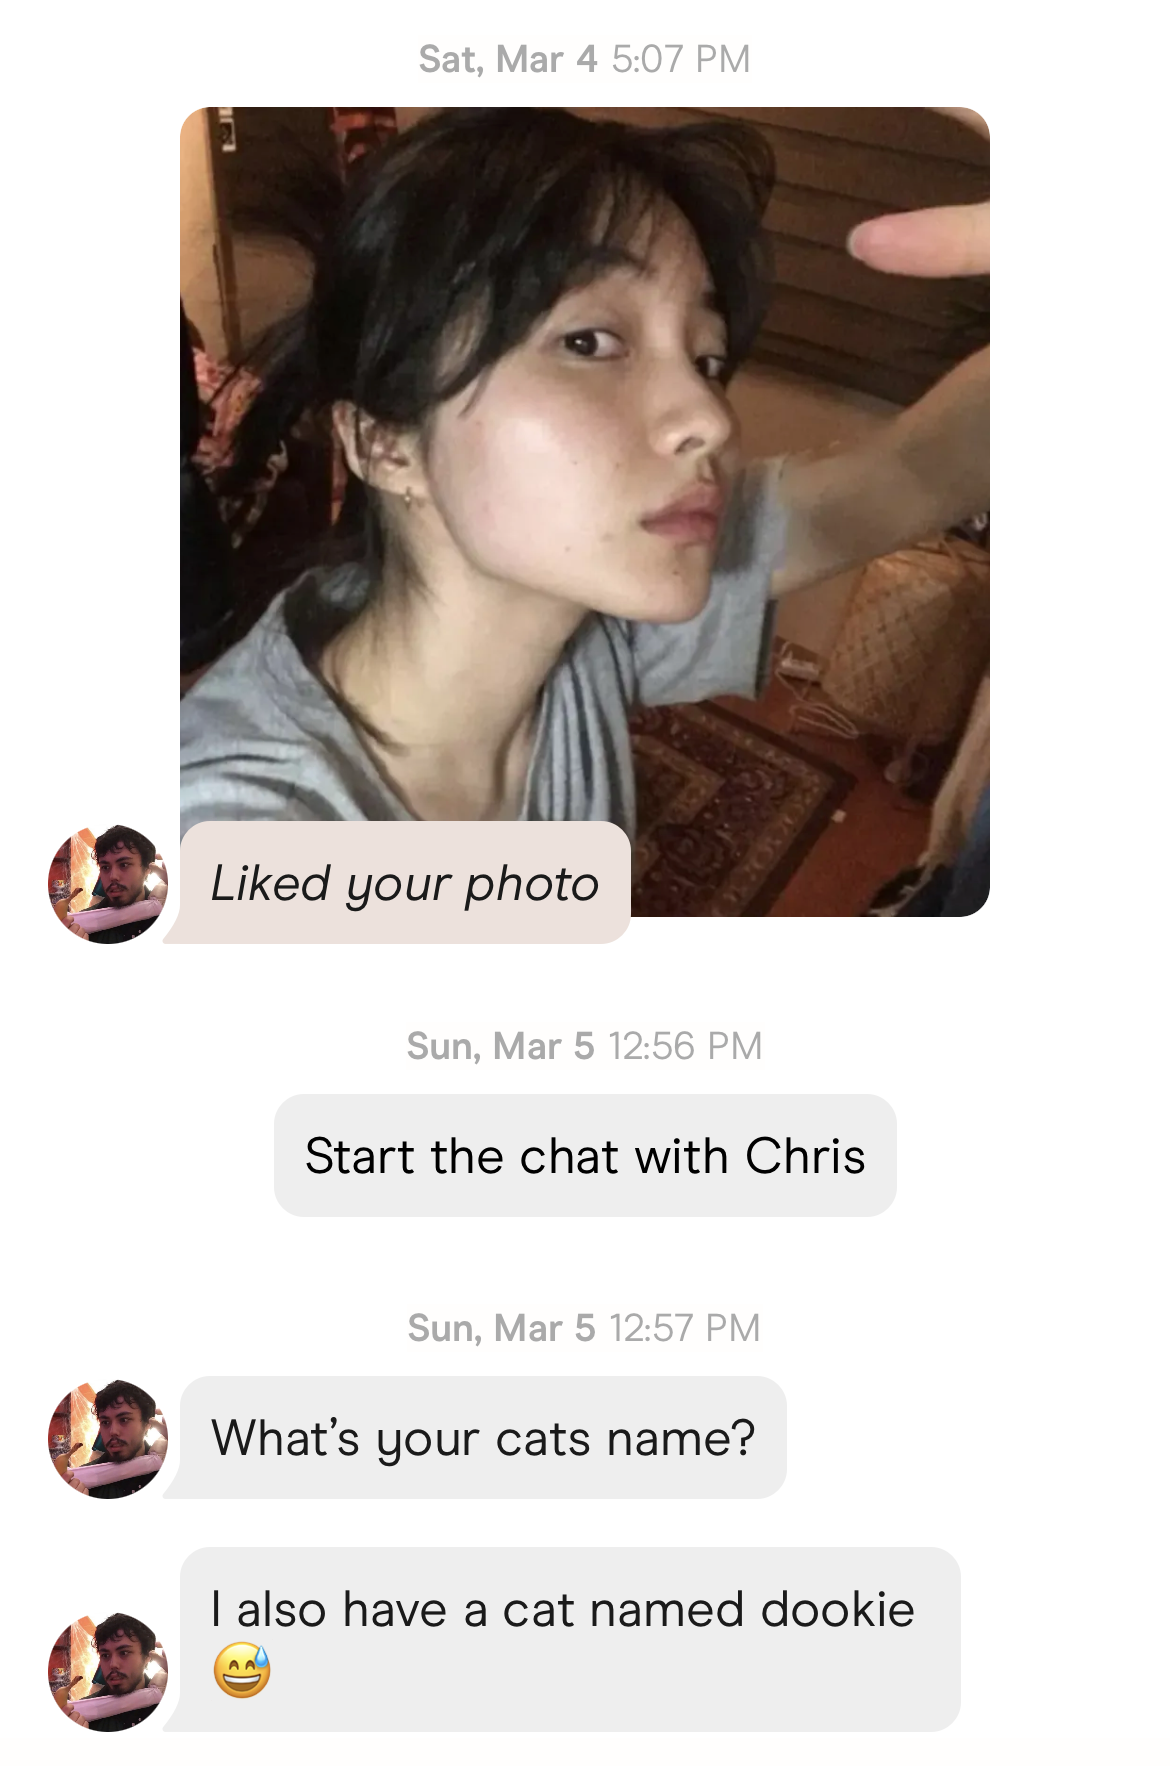 Sat, Mar 4 5:07 PM
Liked your photo
Sun, Mar 5 12:56 PM
Start the chat with Chris
Sun, Mar 5 12:57 PM
What’s your cats name?
I also have a cat named dookie
😅